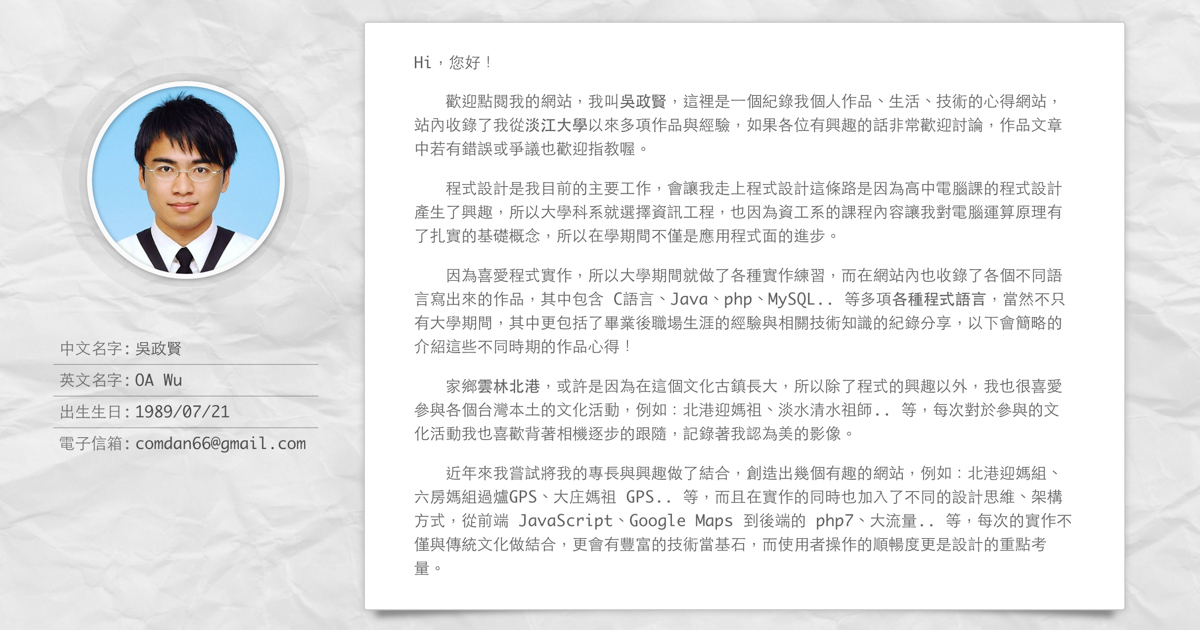 中文名字：吳政賢
英文名字：OA Wu
出生生日：1989/07/21
電子信箱：comdan66@gmail.com
Hi，您好！
歡迎點閱我的網站，我叫吳政賢，這裡是一個紀錄我個人作品、生活、技術的心得網站，
站內收錄了我從淡江大學以來多項作品與經驗，如果各位有興趣的話非常歡迎討論，作品文章
中若有錯誤或爭議也歡迎指教喔。
程式設計是我目前的主要工作，會讓我走上程式設計這條路是因為高中電腦課的程式設計
產生了興趣，所以大學科系就選擇資訊工程，也因為資工系的課程內容讓我對電腦運算原理有
了扎實的基礎概念，所以在學期間不僅是應用程式面的進步。
因為喜愛程式實作，所以大學期間就做了各種實作練習，而在網站內也收錄了各個不同語
言寫出來的作品，其中包含 C語言、Java、php、MySQL.. 等多項各種程式語言，當然不只
有大學期間，其中更包括了畢業後職場生涯的經驗與相關技術知識的紀錄分享，以下會簡略的
介紹這些不同時期的作品心得！
家鄉雲林北港，或許是因為在這個文化古鎮長大，所以除了程式的興趣以外，我也很喜愛
參與各個台灣本土的文化活動，例如：北港迎媽祖、淡水清水祖師.. 等，每次對於參與的文
化活動我也喜歡背著相機逐步的跟隨，記錄著我認為美的影像。
近年來我嘗試將我的專長與興趣做了結合，創造出幾個有趣的網站，例如：北港迎媽祖、
六房媽祖過爐GPS、大庄媽祖 GPS.. 等，而且在實作的同時也加入了不同的設計思維、架構
方式，從前端 JavaScript、Google Maps 到後端的 php7、大流量.. 等，每次的實作不
僅與傳統文化做結合，更會有豐富的技術當基石，而使用者操作的順暢度更是設計的重點考
量。